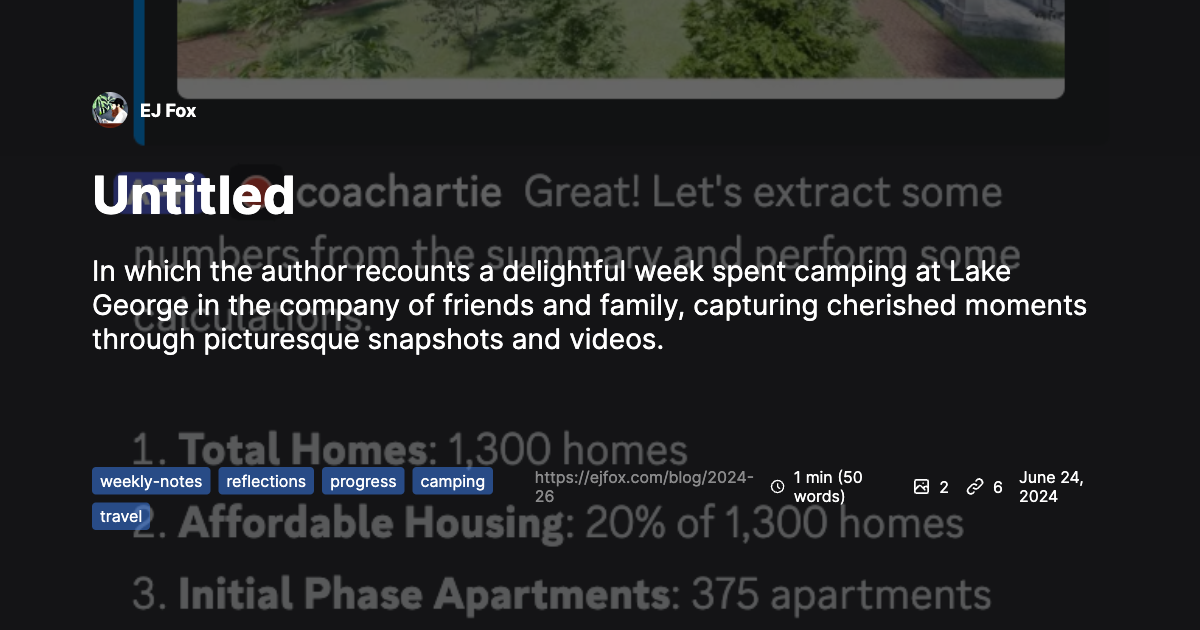 EJ Fox
Untitled
coachartie Great! Let's extract some
numbers from the summary and perform some
calculations.
In which the author recounts a delightful week spent camping at Lake
George in the company of friends and family, capturing cherished moments
through picturesque snapshots and videos.
1. Total Homes: 1,300 homes
weekly-notes reflections progress camping
travel
https://ejfox.com/blog/2024-
26
1 min (50
words)
2
6
June 24,
2024
2. Affordable Housing: 20% of 1,300 homes
3. Initial Phase Apartments: 375 apartments